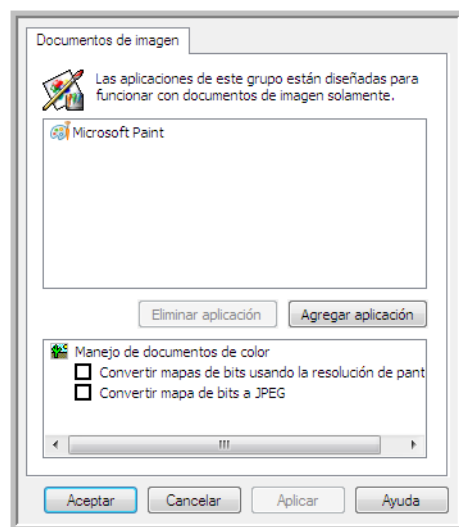 Documentos de imagen
Las aplicaciones de este grupo están diseñadas para
funcionar con documentos de imagen solamente.
Microsoft Paint
Eliminar aplicación
Agregar aplicación
Manejo de documentos de color
Convertir mapas de bits usando la resolución de pant
Convertir mapa de bits a JPEG
Aceptar
Cancelar
Aplicar
Ayuda